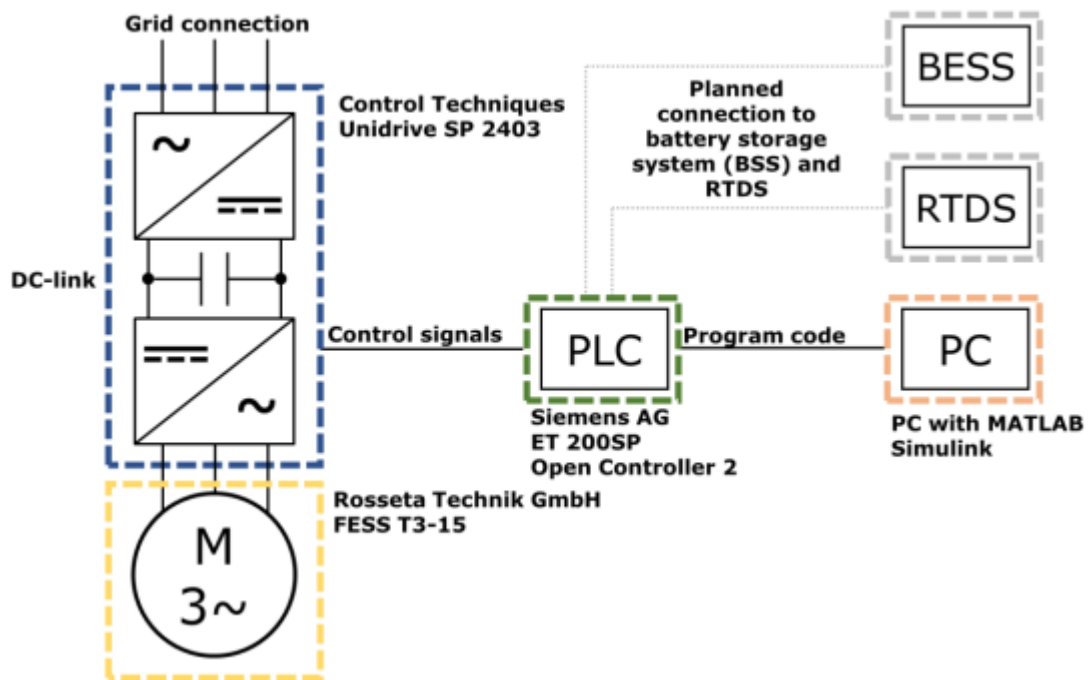 Grid connection
Control Techniques
Unidrive SP 2403
~
DC-link
~
Control signals
Planned
connection to
battery storage
system (BSS) and
RTDS
BESS
RTDS
PLC
Program code
PC
Siemens AG
ET 200SP
Open Controller 2
PC with MATLAB
Simulink
Rosseta Technik GmbH
FESS T3-15
M
3~